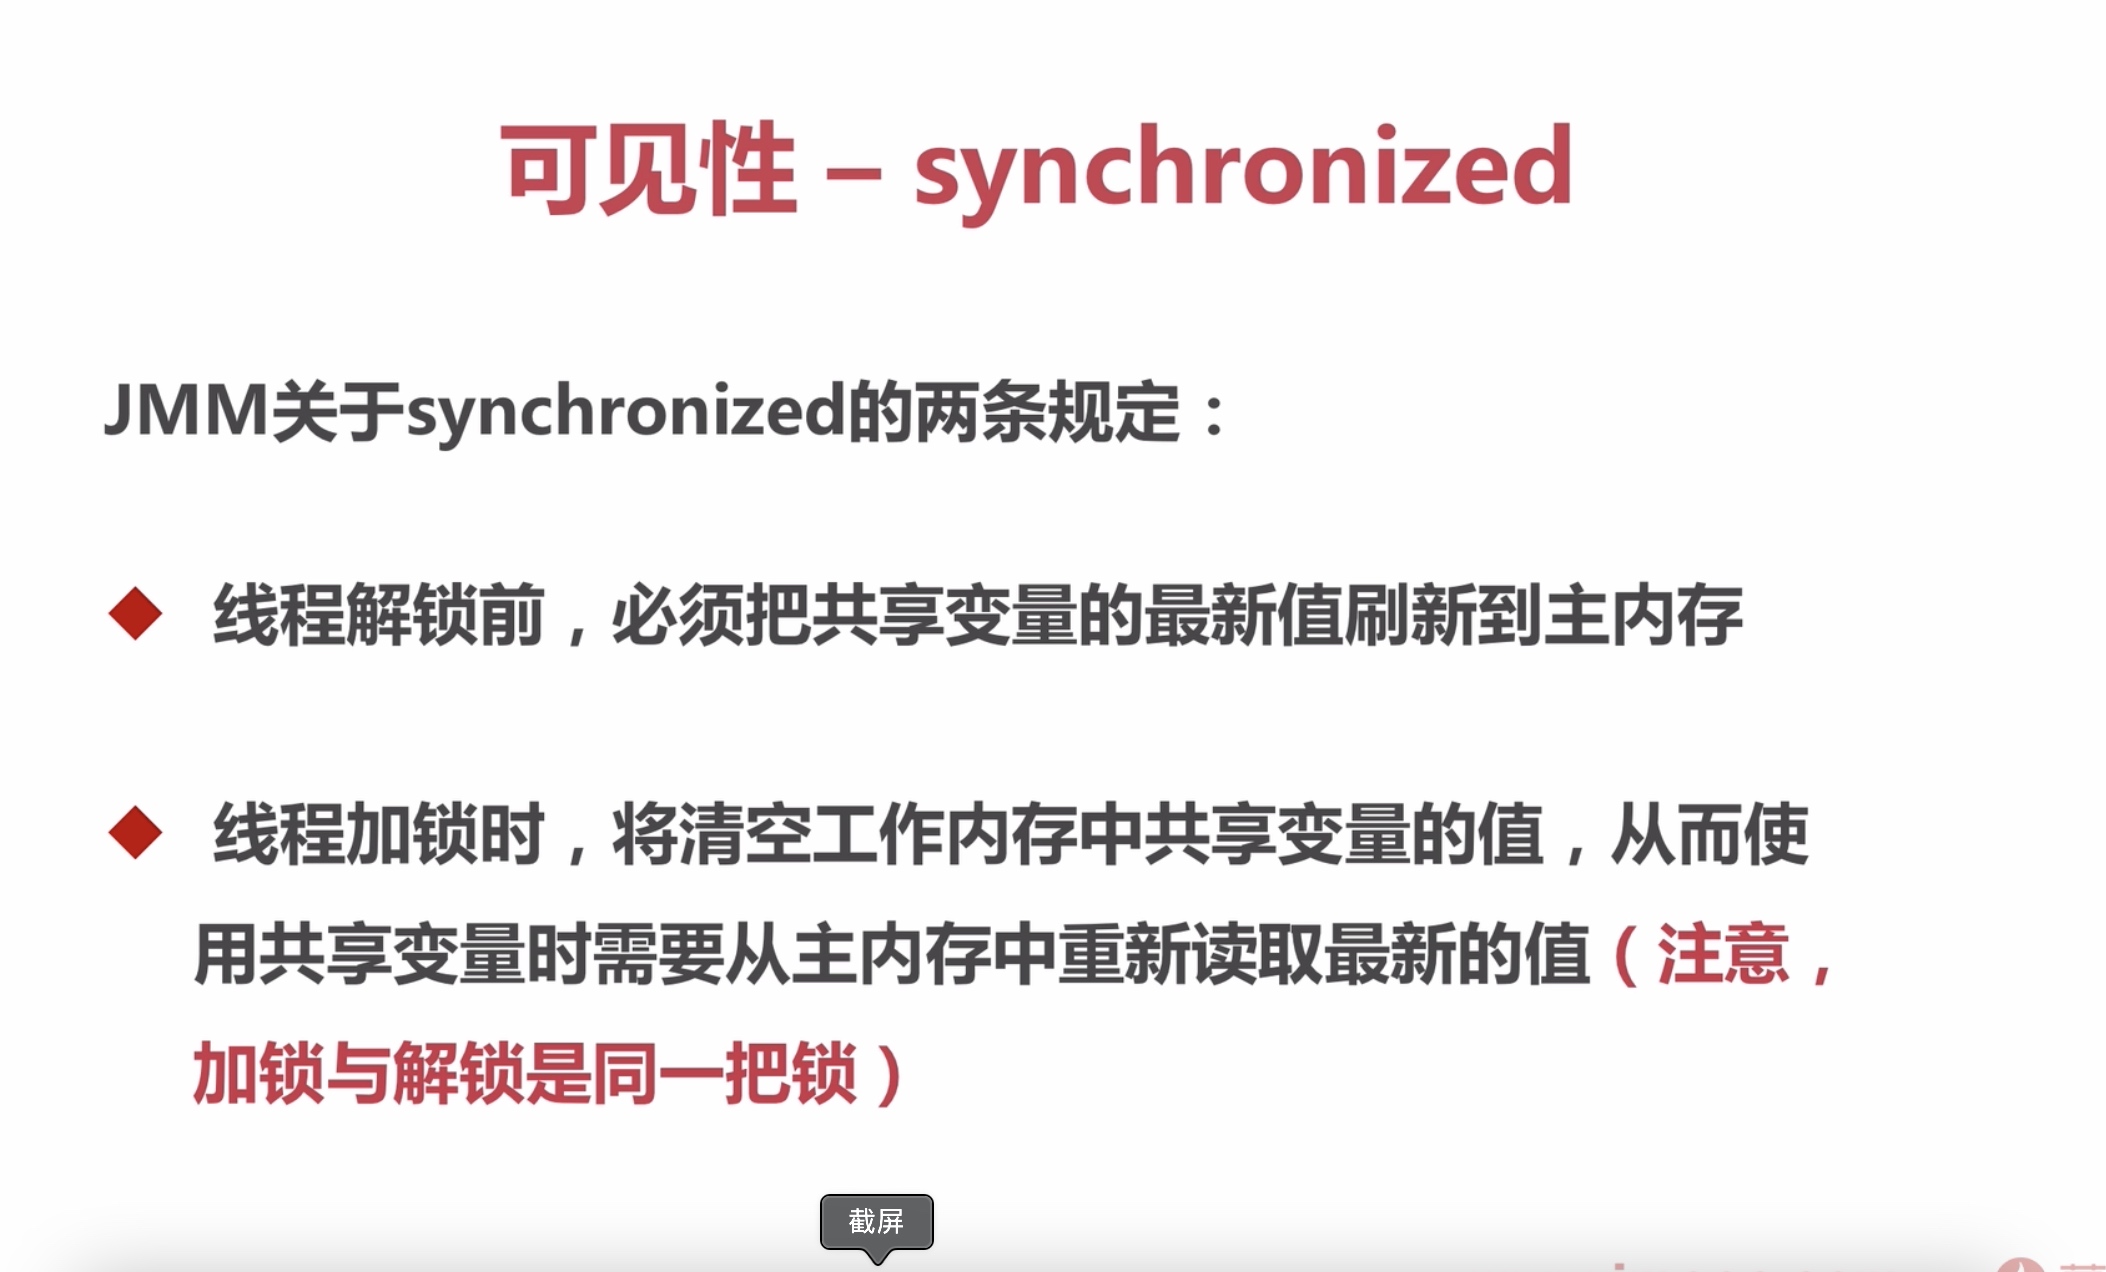 可见性 – synchronized
JMM关于synchronized的两条规定：
线程解锁前，必须把共享变量的最新值刷新到主内存
线程加锁时，将清空工作内存中共享变量的值，从而使
用共享变量时需要从主内存中重新读取最新的值（注意，
加锁与解锁是同一把锁）
截屏